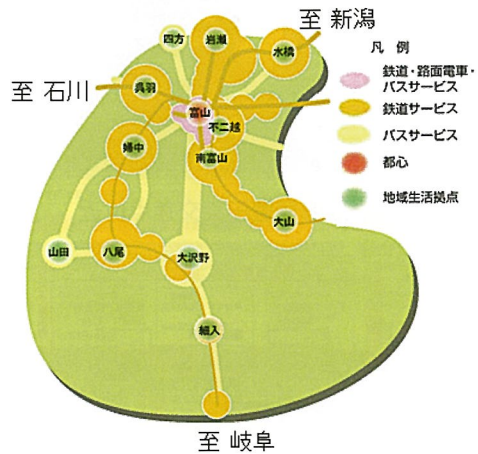 至 新潟
凡 例
鉄道・路面電車・
バスサービス
鉄道サービス
バスサービス
都心
地域生活拠点
至 石川
四方
岩瀬
水橋
呉羽
富山
不二越
婦中
南富山
大山
山田
八尾
大沢野
細入
至 岐阜